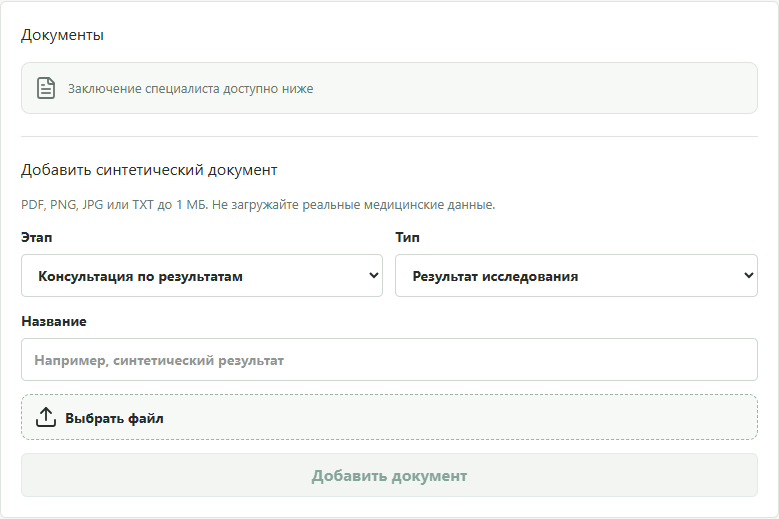 Документы
Заключение специалиста доступно ниже
Добавить синтетический документ
PDF, PNG, JPG или TXT до 1 МБ. Не загружайте реальные медицинские данные.
Этап
Тип
Консультация по результатам
Результат исследования
Название
Например, синтетический результат
Выбрать файл
Добавить документ